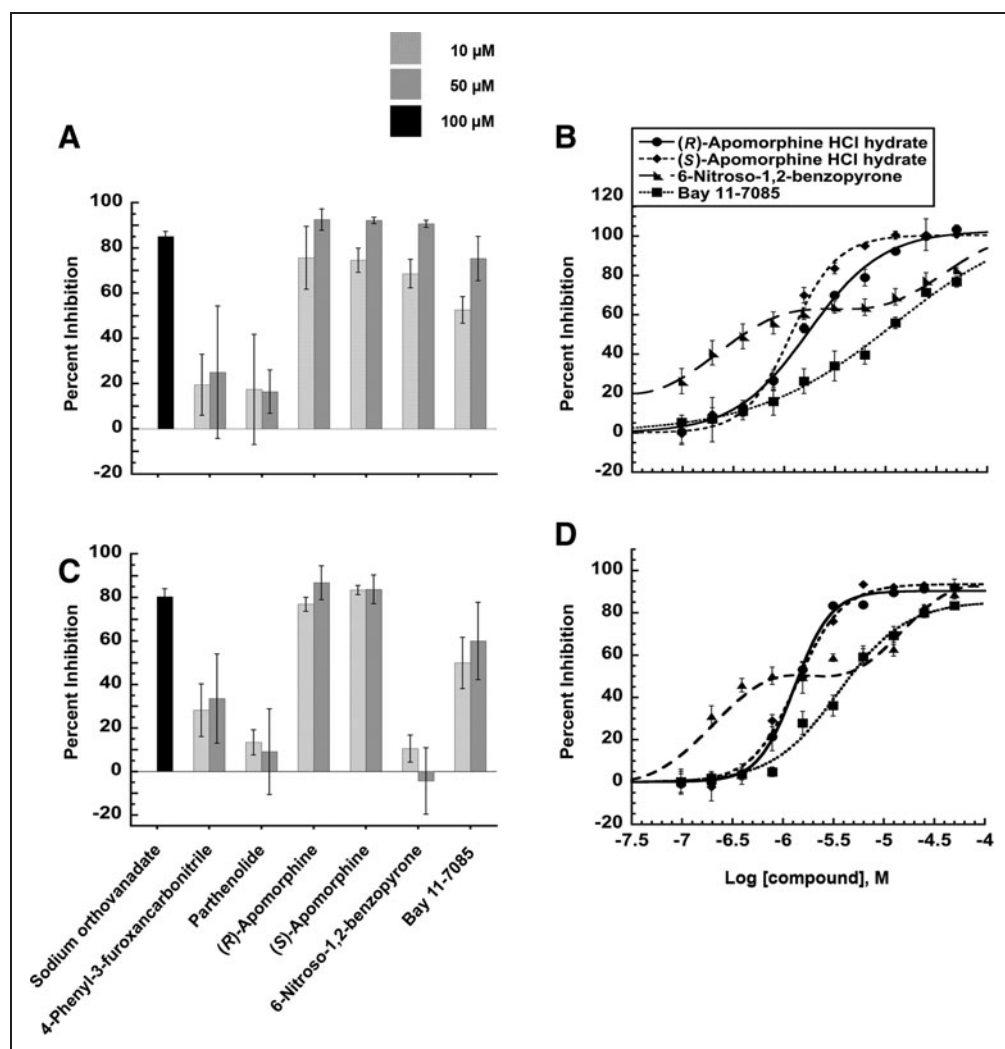 10 µM
50 µM
100 µM
A
Percent Inhibition
100
80
60
40
20
0
-20
B
(R)-Apomorphine HCl hydrate
(S)-Apomorphine HCl hydrate
6-Nitroso-1,2-benzopyrone
Bay 11-7085
Percent Inhibition
120
100
80
60
40
20
0
-20
C
Percent Inhibition
100
80
60
40
20
0
-20
Sodium orthovanadate
4-Phenyl-3-furoxancarbonitrile
Parthenolide
(R)-Apomorphine
(S)-Apomorphine
6-Nitroso-1,2-benzopyrone
Bay 11-7085
D
Percent Inhibition
100
80
60
40
20
0
-20
-7.5 -7 -6.5 -6 -5.5 -5 -4.5 -4
Log [compound], M